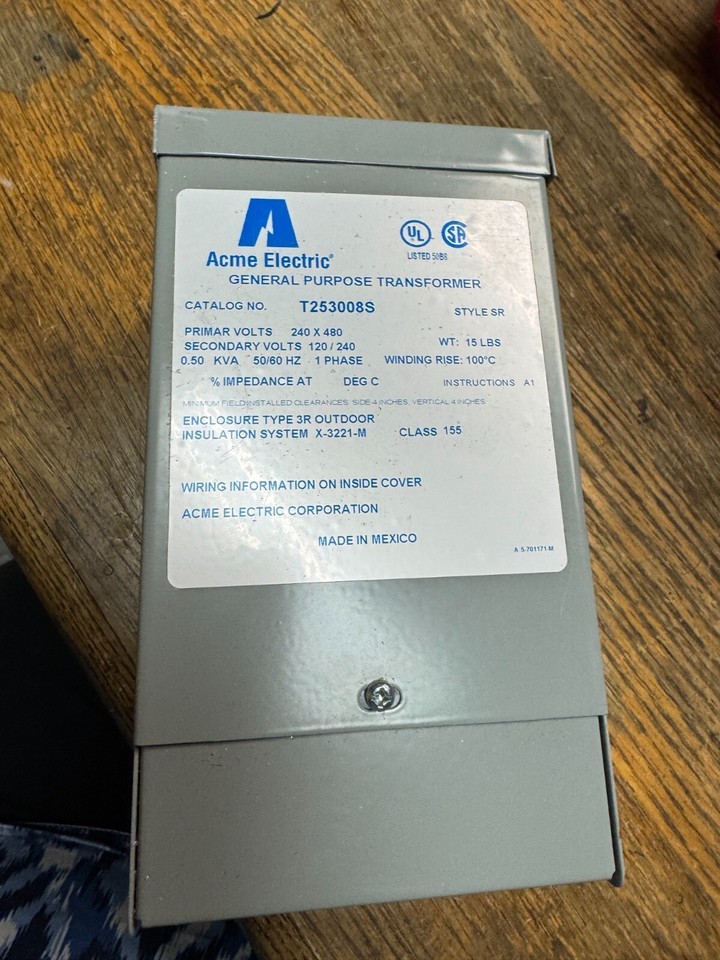 Acme Electric®
UL
SA
LISTED 50B8
GENERAL PURPOSE TRANSFORMER
CATALOG NO. T253008S STYLE SR
PRIMAR VOLTS 240 X 480
SECONDARY VOLTS 120 / 240 WT: 15 LBS
0.50 KVA 50/60 HZ 1 PHASE WINDING RISE: 100°C
% IMPEDANCE AT DEG C INSTRUCTIONS A1
MINIMUM FIELD INSTALLED CLEARANCES: SIDE 4 INCHES, VERTICAL 4 INCHES
ENCLOSURE TYPE 3R OUTDOOR
INSULATION SYSTEM X-3221-M CLASS 155
WIRING INFORMATION ON INSIDE COVER
ACME ELECTRIC CORPORATION
MADE IN MEXICO
A 5-701171-M